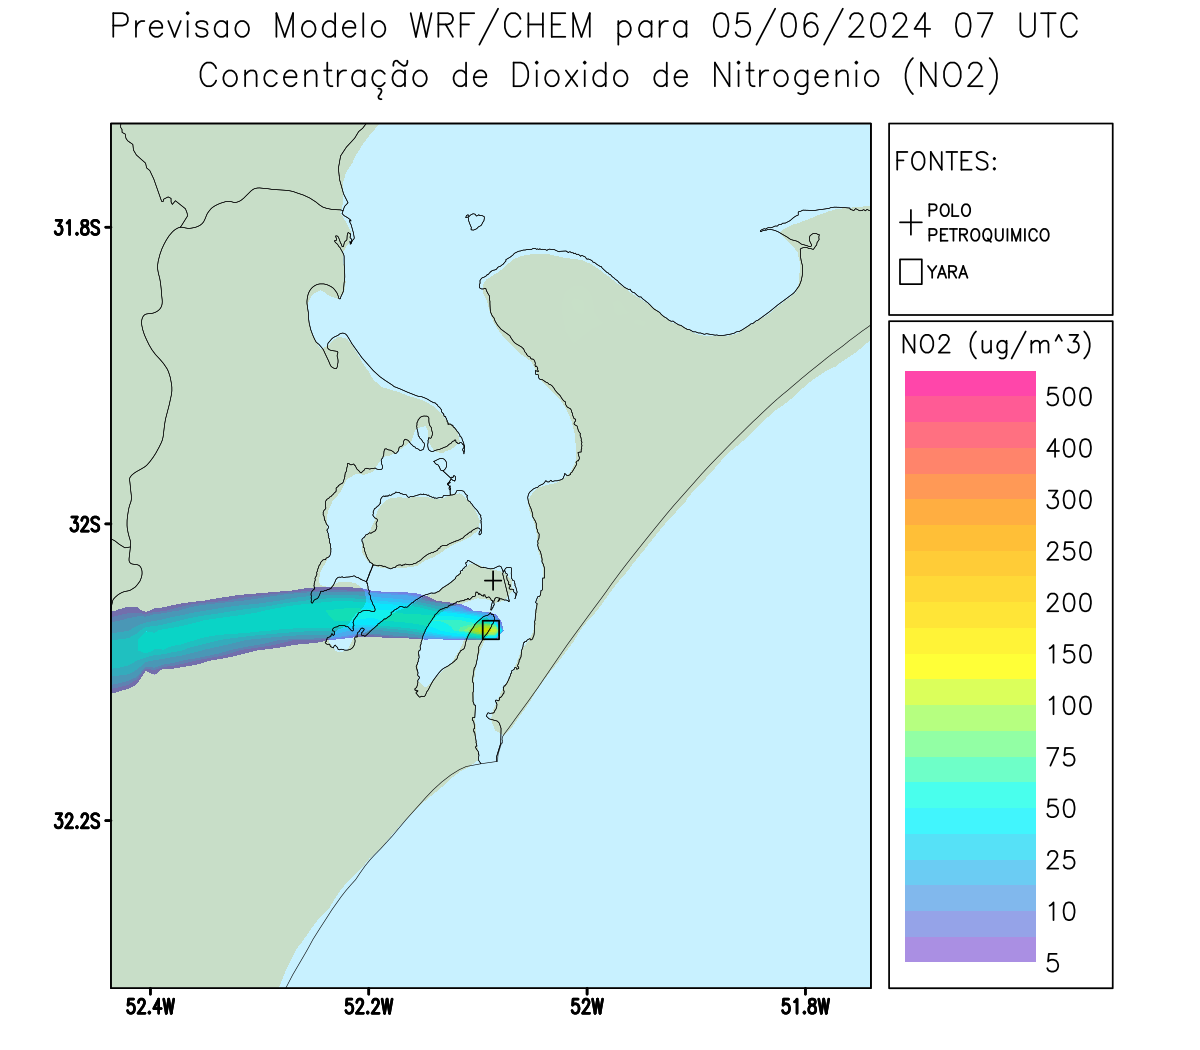 Previsao Modelo WRF/CHEM para 05/06/2024 07 UTC
Concentração de Dioxido de Nitrogenio (NO2)
FONTES:
POLO
PETROQUIMICO
YARA
NO2 (ug/m^3)
500
400
300
250
200
150
100
75
50
25
10
5
31.8S
32S
32.2S
52.4W
52.2W
52W
51.8W